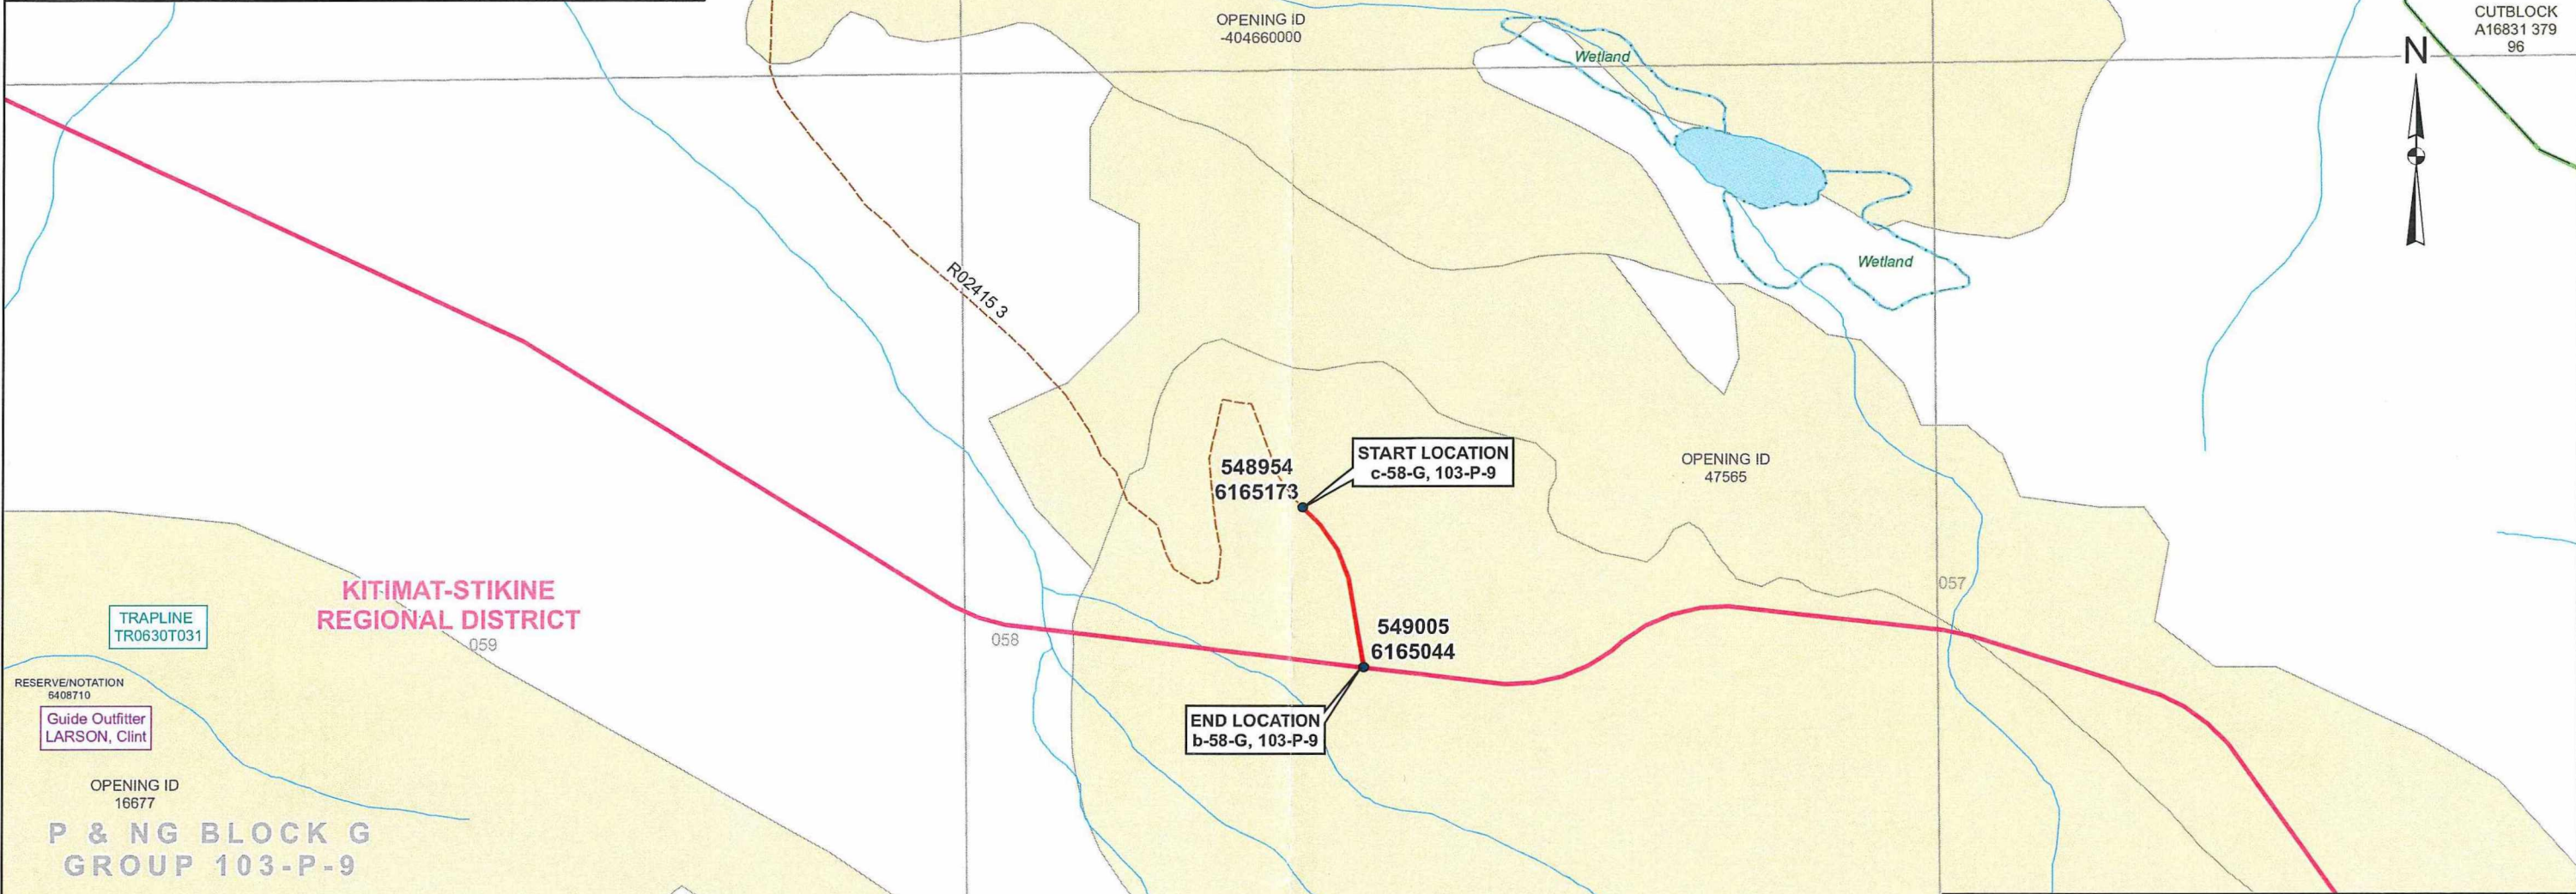 OPENING ID
-404660000
CUTBLOCK
A16831 379
96
N
Wetland
Wetland
R02415 3
START LOCATION
c-58-G, 103-P-9
548954
6165173
OPENING ID
47565
057
KITIMAT-STIKINE
REGIONAL DISTRICT
TRAPLINE
TR0630T031
059
058
549005
6165044
RESERVE/NOTATION
6408710
Guide Outfitter
LARSON, Clint
END LOCATION
b-58-G, 103-P-9
OPENING ID
16677
P & NG BLOCK G
GROUP 103-P-9